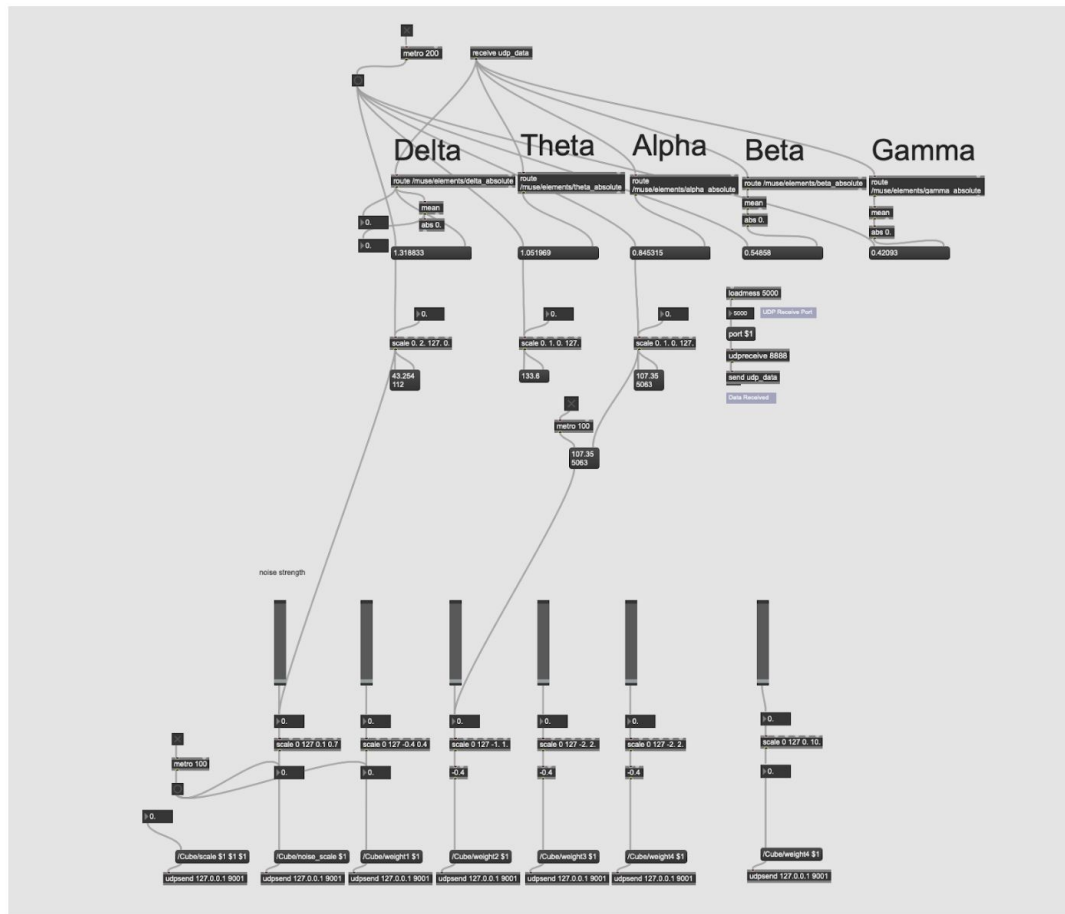 metro 200
receive udp_data
Delta
Theta
Alpha
Beta
Gamma
route /muse/elements/delta_absolute
route
/muse/elements/theta_absolute
route
/muse/elements/alpha_absolute
route /muse/elements/beta_absolute
route
/muse/elements/gamma_absolute
mean
mean
mean
0.
abs 0.
abs 0.
abs 0.
0.
1.318833
1.051969
0.845315
0.54858
0.42093
loadmess 5000
0.
0.
0.
5000
UDP Receive Port
port $1
scale 0. 2. 127. 0.
scale 0. 1. 0. 127.
scale 0. 1. 0. 127.
udpreceive 8888
43.254
112
133.6
107.35
5063
send udp_data
Data Received
metro 100
107.35
5063
noise strength
0.
0.
0.
0.
0.
0.
scale 0 127 0.1 0.7
scale 0 127 -0.4 0.4
scale 0 127 -1. 1.
scale 0 127 -2. 2.
scale 0 127 -2. 2.
scale 0 127 0. 10.
metro 100
0.
0.
-0.4
-0.4
-0.4
0.
0.
/Cube/scale $1 $1 $1
/Cube/noise_scale $1
/Cube/weight1 $1
/Cube/weight2 $1
/Cube/weight3 $1
/Cube/weight4 $1
/Cube/weight4 $1
udpsend 127.0.0.1 9001
udpsend 127.0.0.1 9001
udpsend 127.0.0.1 9001
udpsend 127.0.0.1 9001
udpsend 127.0.0.1 9001
udpsend 127.0.0.1 9001
udpsend 127.0.0.1 9001